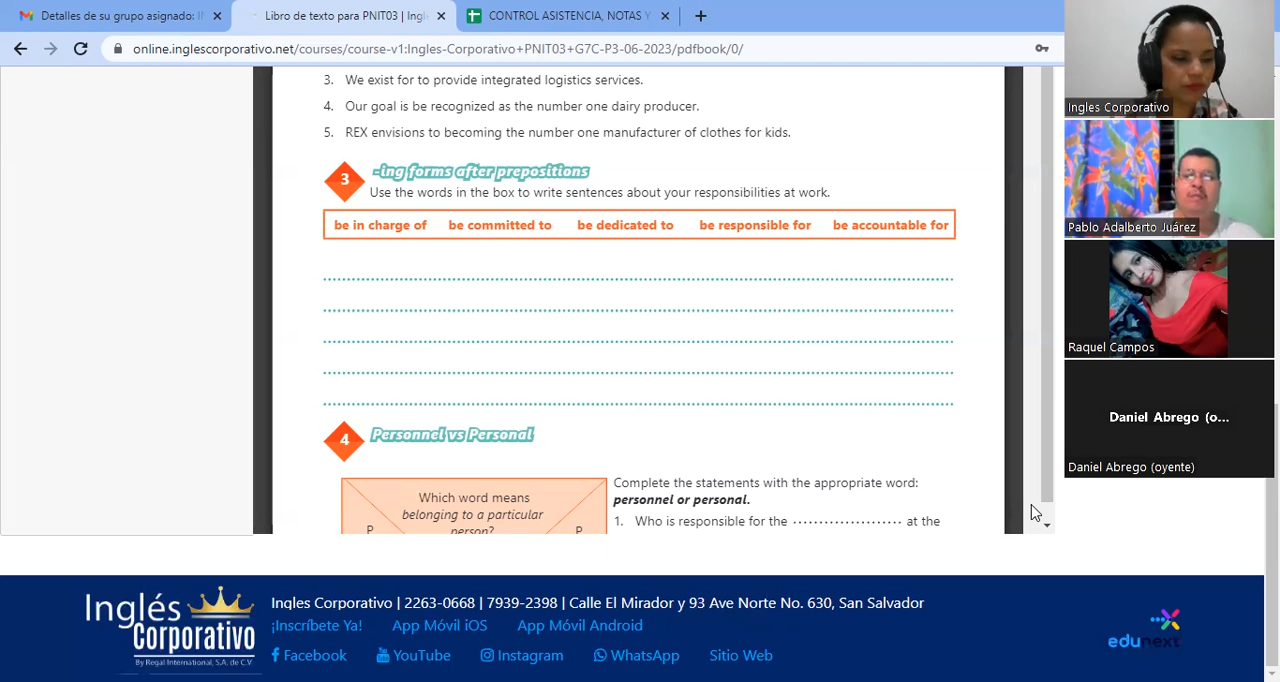 Detalles de su grupo asignado: IN
Libro de texto para PNIT03 | Ingl
CONTROL ASISTENCIA, NOTAS Y
online.inglescorporativo.net/courses/course-v1:Ingles-Corporativo+PNIT03+G7C-P3-06-2023/pdfbook/0/
3. We exist for to provide integrated logistics services.
4. Our goal is be recognized as the number one dairy producer.
5. REX envisions to becoming the number one manufacturer of clothes for kids.
3 -ing forms after prepositions
Use the words in the box to write sentences about your responsibilities at work.
be in charge of be committed to be dedicated to be responsible for be accountable for
4 Personnel vs Personal
Which word means
belonging to a particular
person?
P P
Complete the statements with the appropriate word:
personnel or personal.
1. Who is responsible for the ..................... at the
Ingles Corporativo
Pablo Adalberto Juárez
Raquel Campos
Daniel Abrego (o...
Daniel Abrego (oyente)
Inglés
Corporativo
By Regal International, S.A. de C.V
Ingles Corporativo | 2263-0668 | 7939-2398 | Calle El Mirador y 93 Ave Norte No. 630, San Salvador
¡Inscríbete Ya! App Móvil iOS App Móvil Android
Facebook YouTube Instagram WhatsApp Sitio Web
edunext